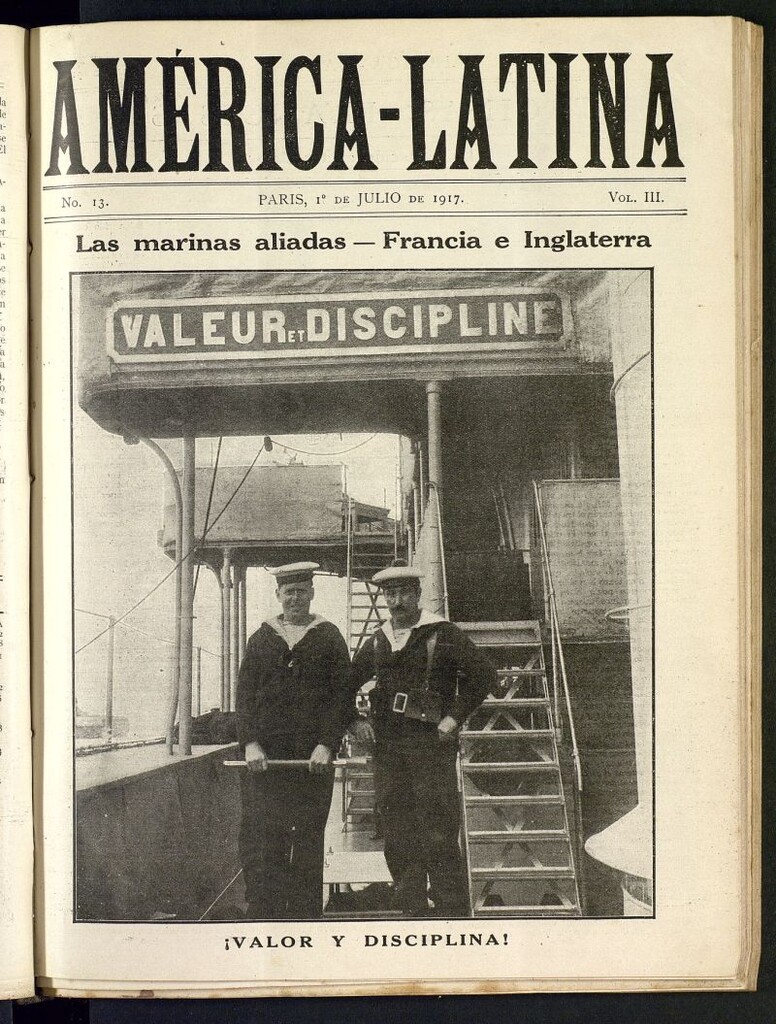 AMÉRICA-LATINA
No. 13. PARIS, 1º DE JULIO DE 1917. VOL. III.
Las marinas aliadas — Francia e Inglaterra
VALEUR ET DISCIPLINE
¡VALOR Y DISCIPLINA!